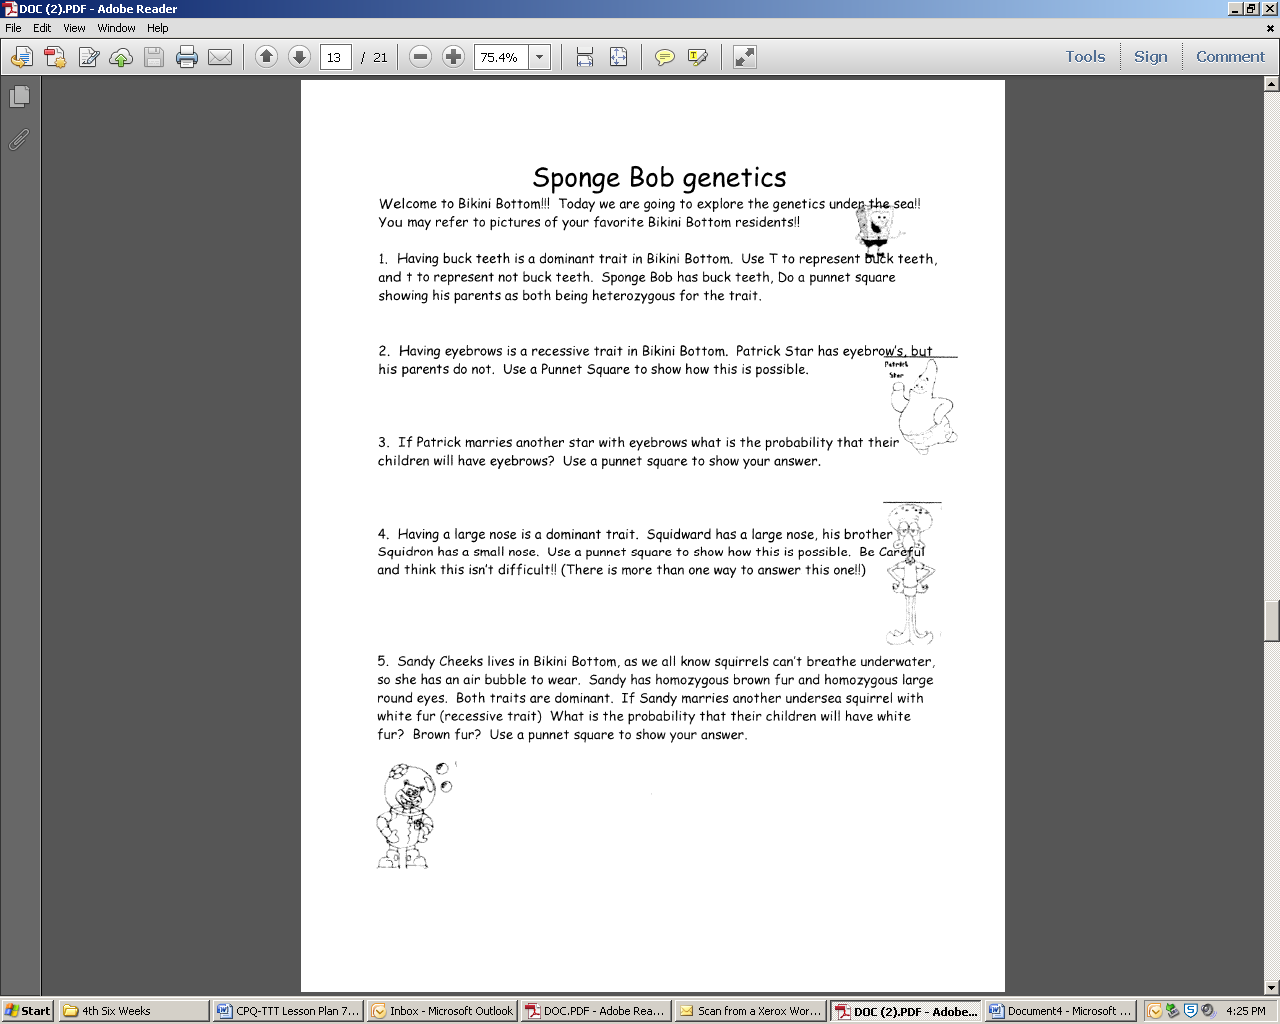 DOC (2).PDF - Adobe Reader
File Edit View Window Help
13 / 21 75.4% Tools Sign Comment
Sponge Bob genetics
Welcome to Bikini Bottom!!! Today we are going to explore the genetics under the sea!!
You may refer to pictures of your favorite Bikini Bottom residents!!
1. Having buck teeth is a dominant trait in Bikini Bottom. Use T to represent buck teeth,
and t to represent not buck teeth. Sponge Bob has buck teeth, Do a punnet square
showing his parents as both being heterozygous for the trait.
2. Having eyebrows is a recessive trait in Bikini Bottom. Patrick Star has eyebrow's, but
his parents do not. Use a Punnet Square to show how this is possible.
Patrick
Star
3. If Patrick marries another star with eyebrows what is the probability that their
children will have eyebrows? Use a punnet square to show your answer.
4. Having a large nose is a dominant trait. Squidward has a large nose, his brother
Squidron has a small nose. Use a punnet square to show how this is possible. Be Careful
and think this isn't difficult!! (There is more than one way to answer this one!!)
5. Sandy Cheeks lives in Bikini Bottom, as we all know squirrels can't breathe underwater,
so she has an air bubble to wear. Sandy has homozygous brown fur and homozygous large
round eyes. Both traits are dominant. If Sandy marries another undersea squirrel with
white fur (recessive trait) What is the probability that their children will have white
fur? Brown fur? Use a punnet square to show your answer.
Start 4th Six Weeks CPQ-TTT Lesson Plan 7... Inbox - Microsoft Outlook DOC.PDF - Adobe Rea... Scan from a Xerox Wor... DOC (2).PDF - Adobe... Document4 - Microsoft ... 4:25 PM